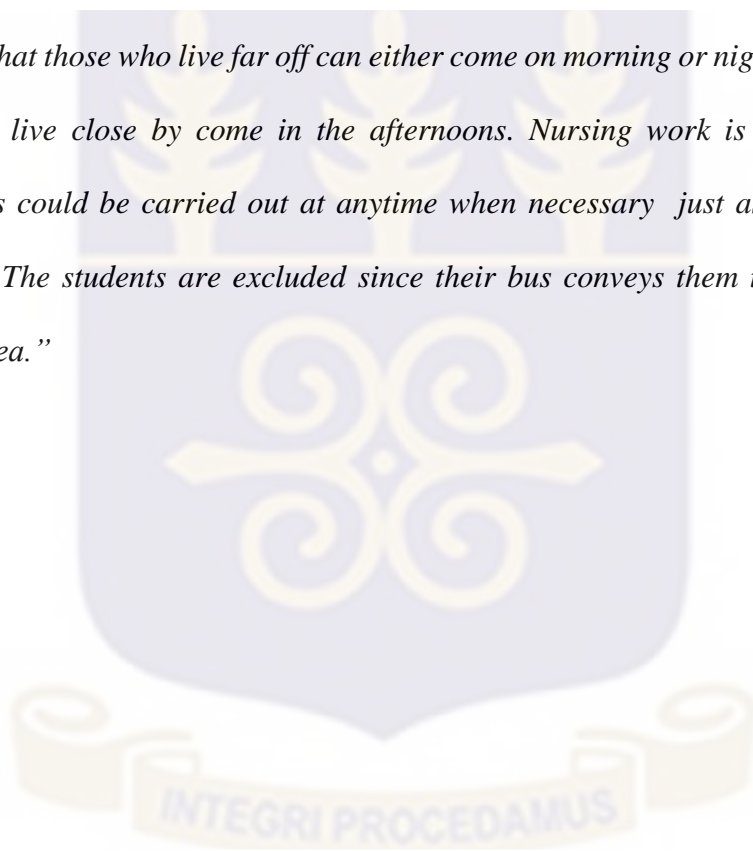 hat those who live far off can either come on morning or nig
live close by come in the afternoons. Nursing work is
s could be carried out at anytime when necessary just a
The students are excluded since their bus conveys them
ea.”
INTEGRI PROCEDAMUS